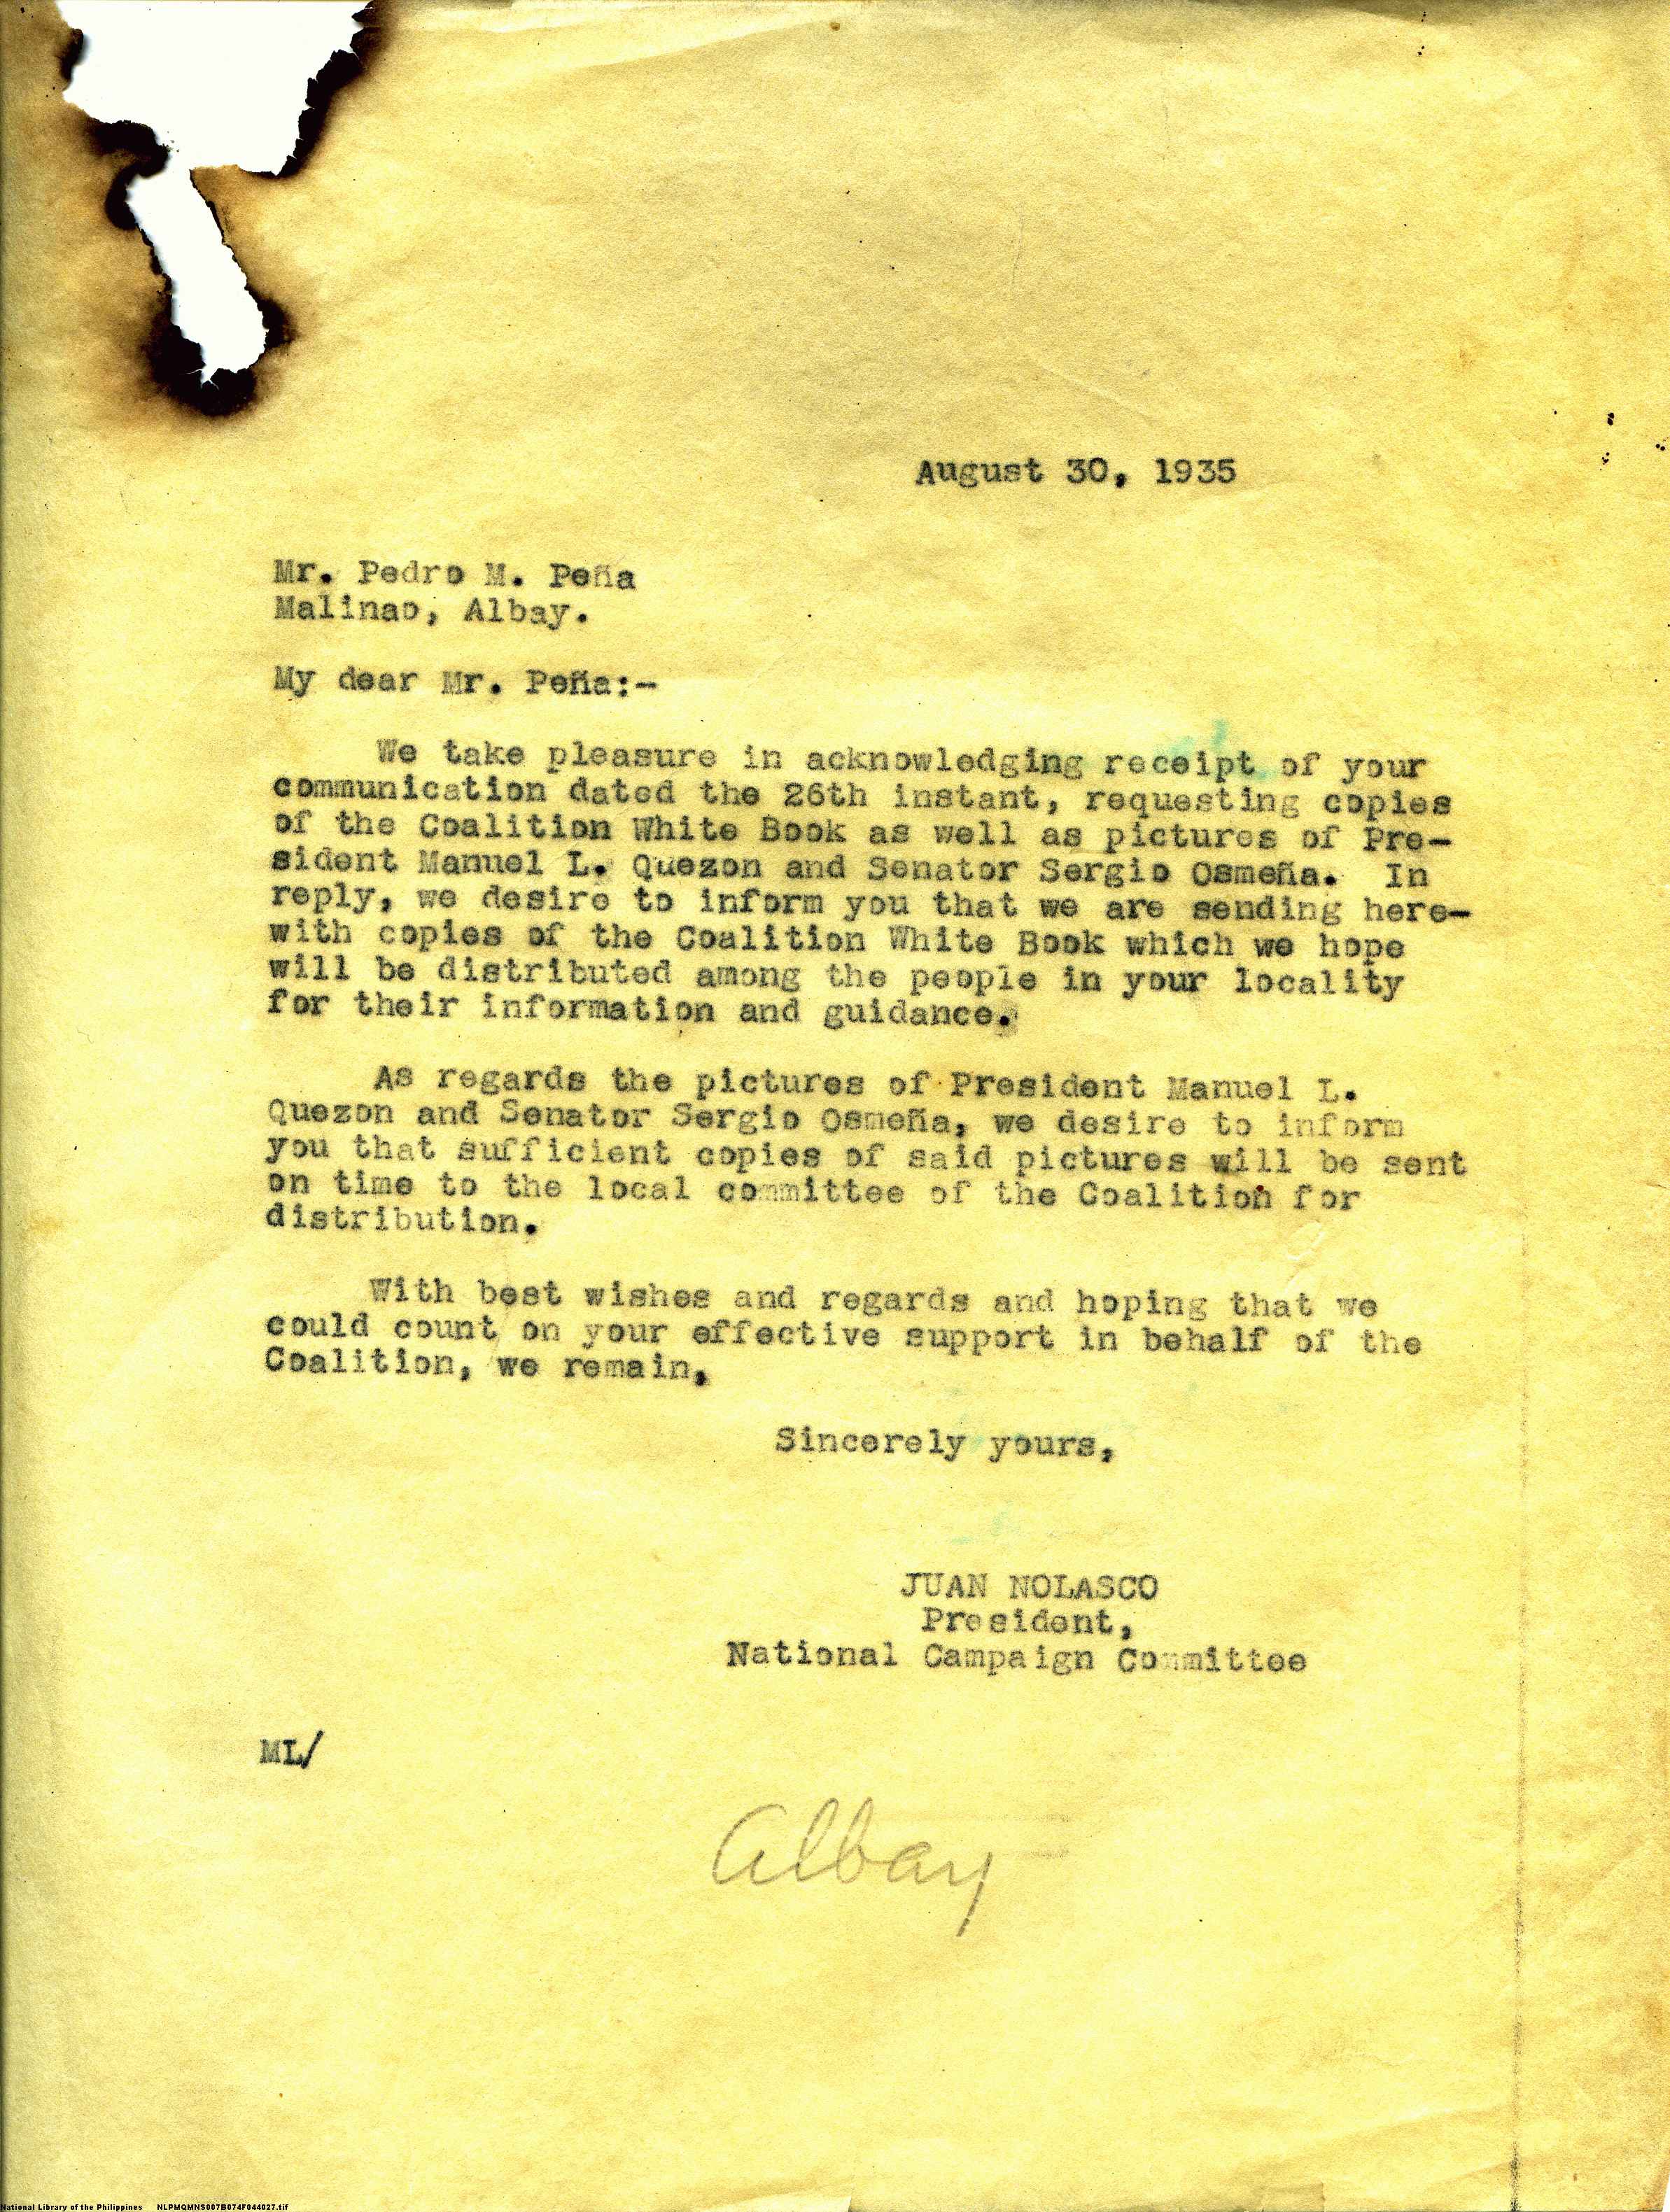 August 30, 1935
Mr. Pedro M. Peña
Malinao, Albay.
My dear Mr. Peña:-
We take pleasure in acknowledging receipt of your
communication dated the 26th instant, requesting copies
of the Coalition White Book as well as pictures of Pre-
sident Manuel L. Quezon and Senator Sergio Osmeña. In
reply, we desire to inform you that we are sending here-
with copies of the Coalition White Book which we hope
will be distributed among the people in your locality
for their information and guidance.
As regards the pictures of President Manuel L.
Quezon and Senator Sergio Osmeña, we desire to inform
you that sufficient copies of said pictures will be sent
on time to the local committee of the Coalition for
distribution.
With best wishes and regards and hoping that we
could count on your effective support in behalf of the
Coalition, we remain,
Sincerely yours,
JUAN NOLASCO
President,
National Campaign Committee
ML/
Albay
National Library of the Philippines NLPMQMNS007B074F044027.tif